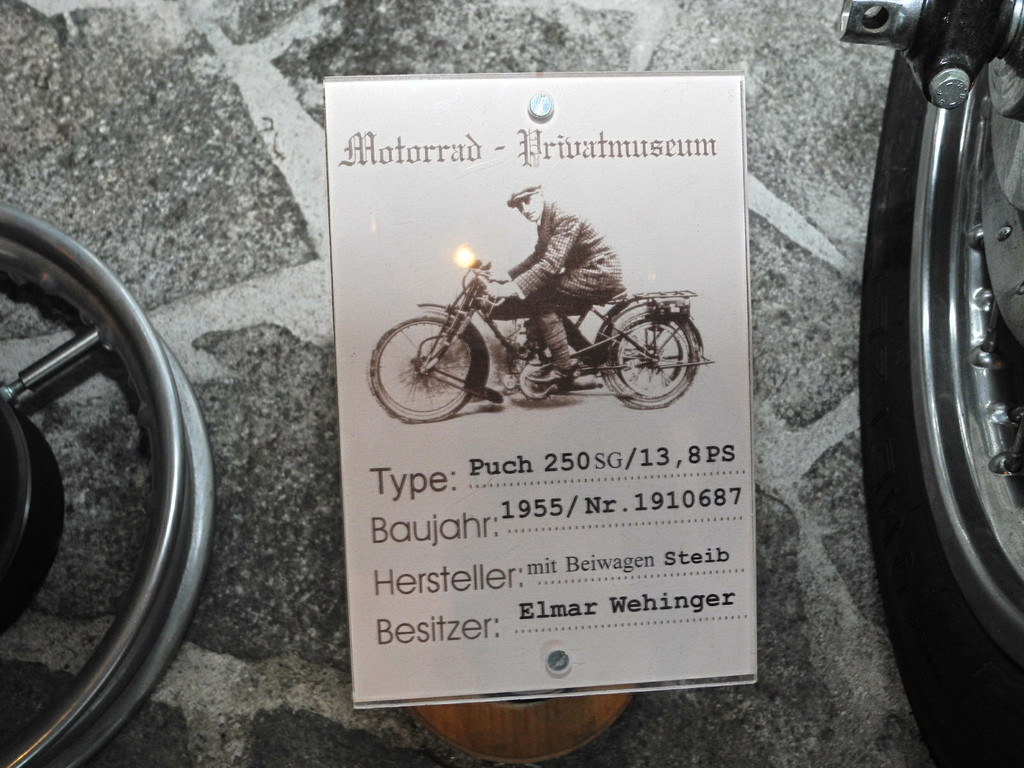 Motorrad - Privatmuseum
Type: Puch 250SG/13,8PS
Baujahr: 1955/Nr.1910687
Hersteller: mit Beiwagen Steib
Besitzer: Elmar Wehinger